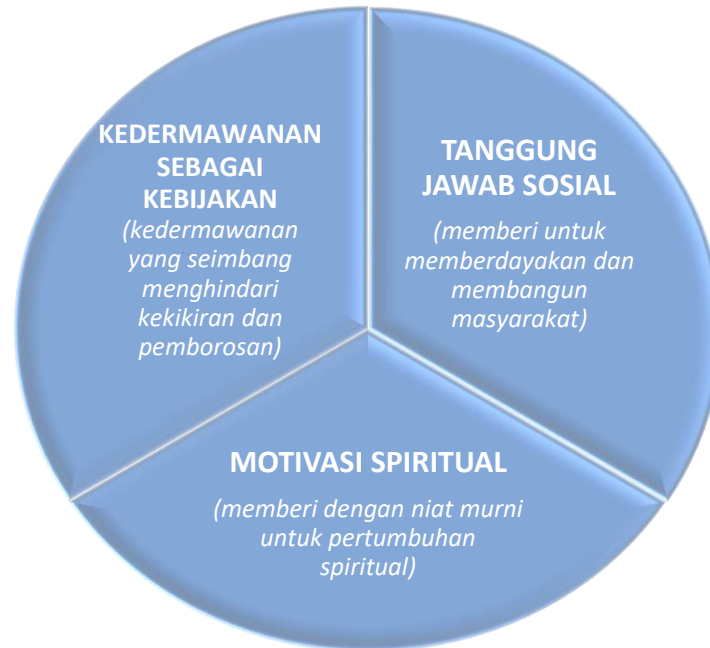 KEDERMAWANAN
SEBAGAI
KEBIJAKAN
(kedermawanan
yang seimbang
menghindari
kekikiran dan
pemborosan)
TANGGUNG
JAWAB SOSIAL
(memberi untuk
memberdayakan dan
membangun
masyarakat)
MOTIVASI SPIRITUAL
(memberi dengan niat murni
untuk pertumbuhan
spiritual)